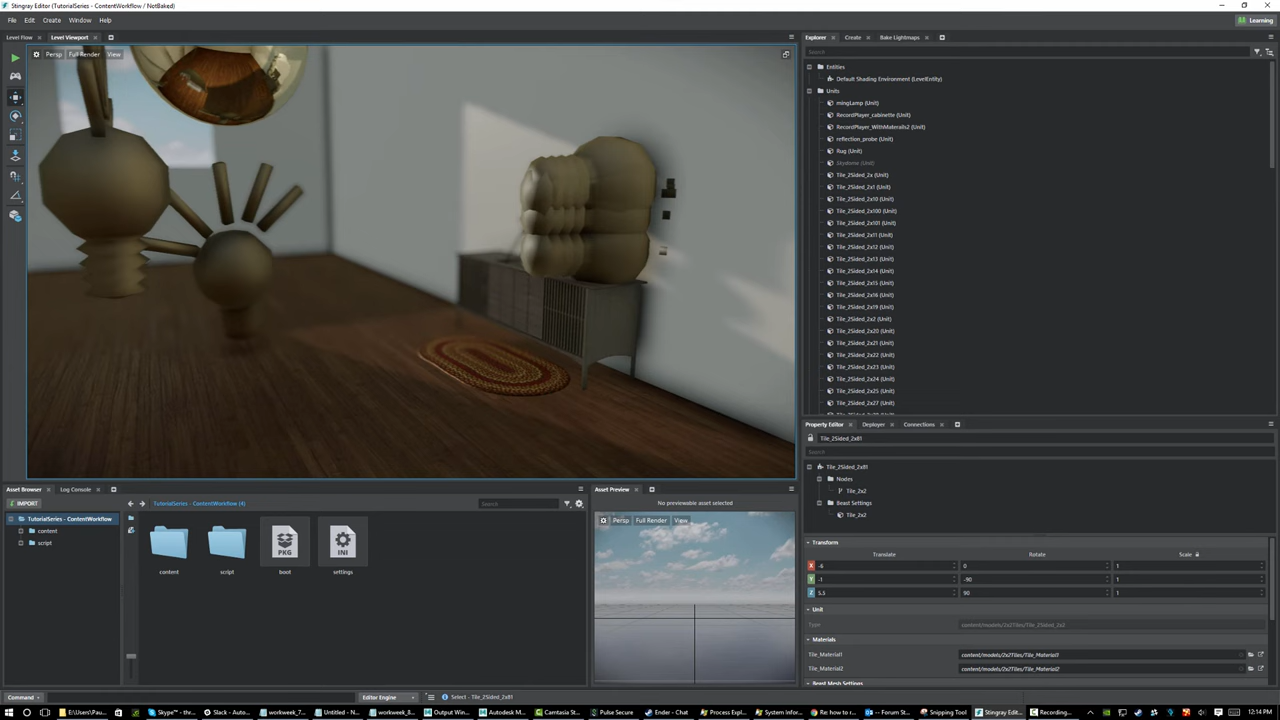 Stingray Editor (TutorialSeries - ContentWorkflow / NotBaked)
File Edit Create Window Help
Learning
Level Flow Level Viewport
Persp Full Render View
Explorer Create Bake Lightmaps
Search
Entities
Default Shading Environment (LevelEntity)
Units
mingLamp (Unit)
RecordPlayer_cabinette (Unit)
RecordPlayer_WithMaterails2 (Unit)
reflection_probe (Unit)
Rug (Unit)
Skydome (Unit)
Tile_2Sided_2x (Unit)
Tile_2Sided_2x1 (Unit)
Tile_2Sided_2x10 (Unit)
Tile_2Sided_2x100 (Unit)
Tile_2Sided_2x101 (Unit)
Tile_2Sided_2x11 (Unit)
Tile_2Sided_2x12 (Unit)
Tile_2Sided_2x13 (Unit)
Tile_2Sided_2x14 (Unit)
Tile_2Sided_2x15 (Unit)
Tile_2Sided_2x16 (Unit)
Tile_2Sided_2x19 (Unit)
Tile_2Sided_2x2 (Unit)
Tile_2Sided_2x20 (Unit)
Tile_2Sided_2x21 (Unit)
Tile_2Sided_2x22 (Unit)
Tile_2Sided_2x23 (Unit)
Tile_2Sided_2x24 (Unit)
Tile_2Sided_2x25 (Unit)
Tile_2Sided_2x27 (Unit)
Property Editor Deployer Connections
Tile_2Sided_2x81
Search
Tile_2Sided_2x81
Nodes
Tile_2x2
Beast Settings
Tile_2x2
Transform
Translate Rotate Scale
X -6 0 1
Y -1 -90 1
Z 5.5 90 1
Unit
Type content/models/2x2Tiles/Tile_2Sided_2x2
Materials
Tile_Material1 content/models/2x2Tiles/Tile_Material1
Tile_Material2 content/models/2x2Tiles/Tile_Material2
Beast Mesh Settings
Asset Browser Log Console
IMPORT
TutorialSeries - ContentWorkflow (4)
Search
TutorialSeries - ContentWorkflow
content
script
PKG
INI
content script boot settings
Asset Preview
No previewable asset selected
Persp Full Render View
Command
Editor Engine
Select - Tile_2Sided_2x81
E:\Users\Pau... Skype™ - thr... Slack - Auto... workweek_7... Untitled - N... workweek_8... Output Win... Autodesk M... Camtasia St... Pulse Secure Ender - Chat Process Expl... System Infor... Re: how to r... -- Forum St... Snipping Tool Stingray Edit... Recording... 12:14 PM